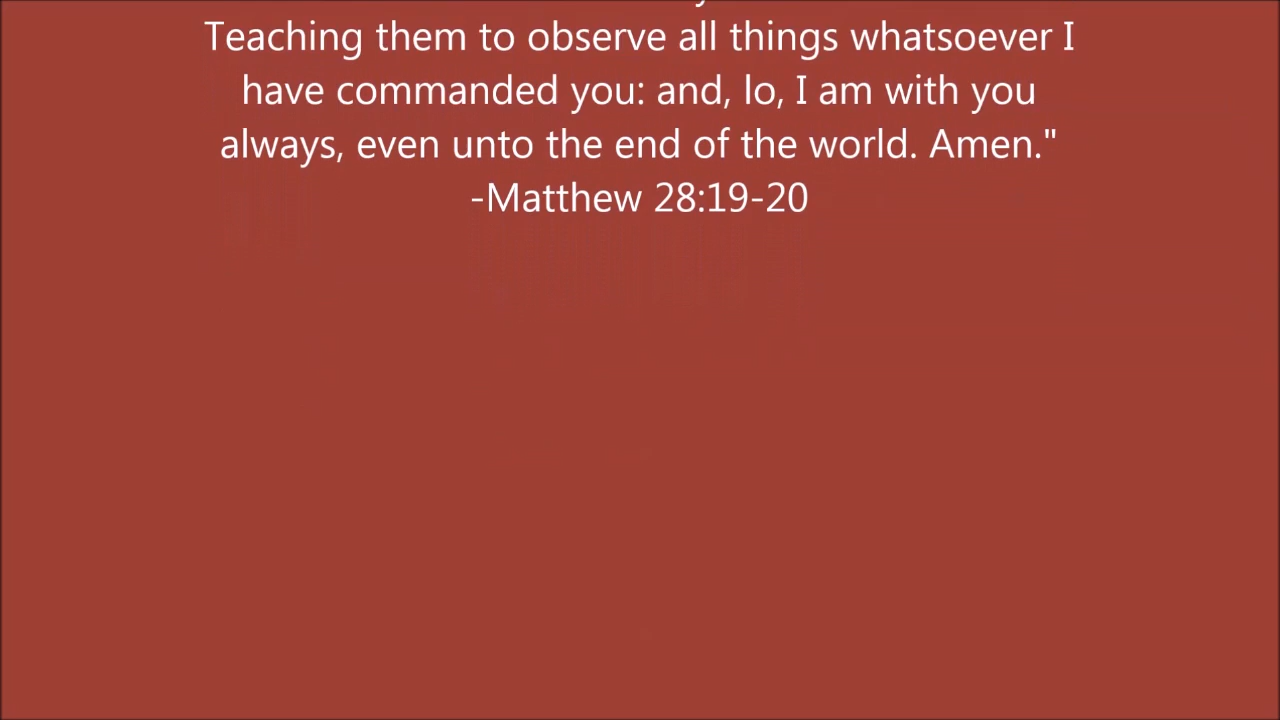 Teaching them to observe all things whatsoever I
have commanded you: and, lo, I am with you
always, even unto the end of the world. Amen."
-Matthew 28:19-20